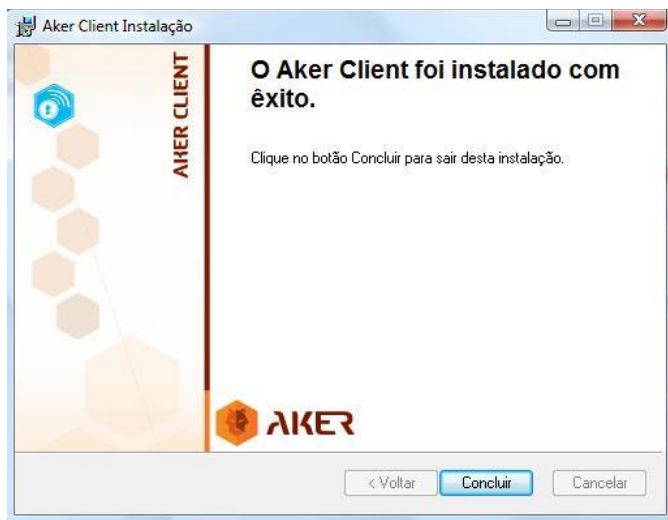 Aker Client Instalação
AKER CLIENT
O Aker Client foi instalado com
êxito.
Clique no botão Concluir para sair desta instalação.
AKER
< Voltar
Concluir
Cancelar